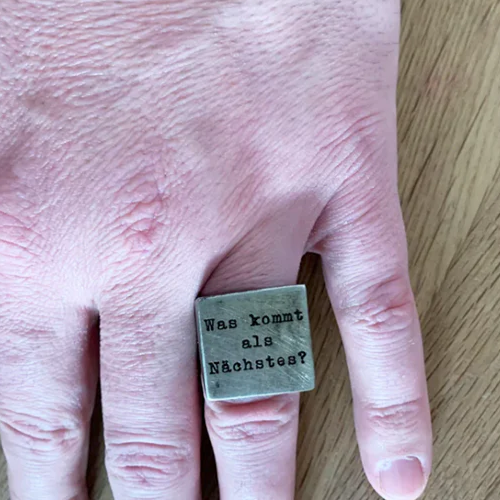 Was kommt
als
Nächstes?